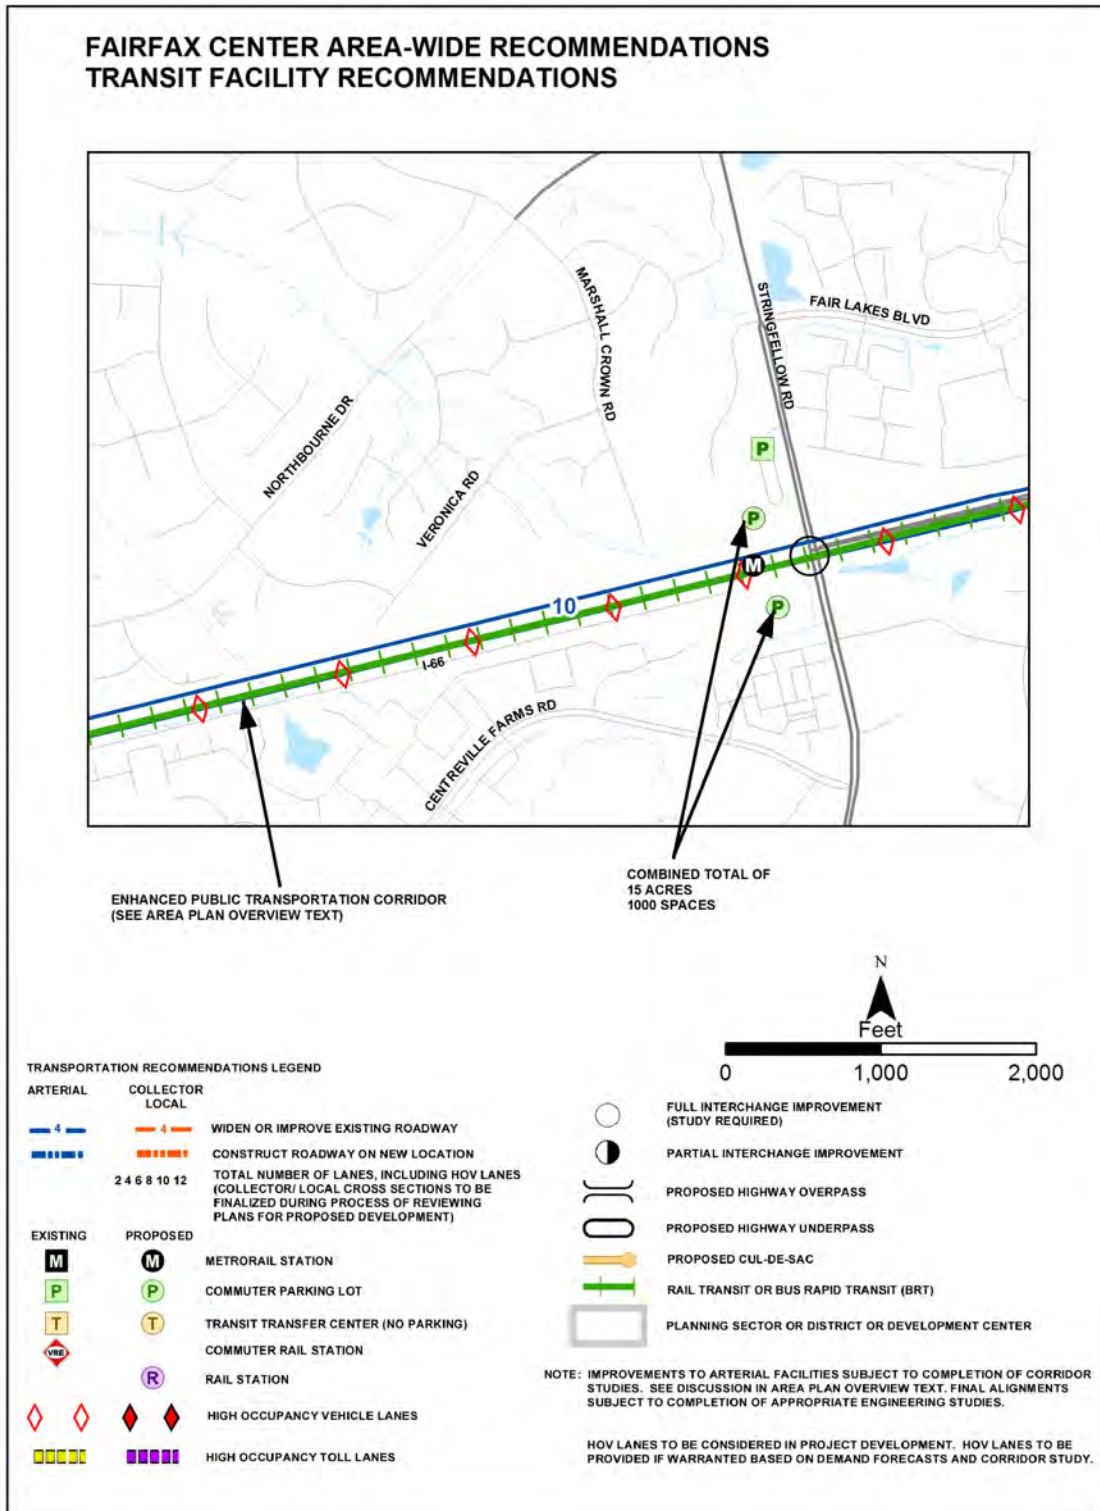 FAIRFAX CENTER AREA-WIDE RECOMMENDATIONS
TRANSIT FACILITY RECOMMENDATIONS
MARSHALL CROWN RD
STRINGFELLOW RD
FAIR LAKES BLVD
NORTHBOURNE DR
VERONICA RD
P
P
M
P
10
I-66
CENTREVILLE FARMS RD
ENHANCED PUBLIC TRANSPORTATION CORRIDOR
(SEE AREA PLAN OVERVIEW TEXT)
COMBINED TOTAL OF
15 ACRES
1000 SPACES
N
Feet
0 1,000 2,000
TRANSPORTATION RECOMMENDATIONS LEGEND
ARTERIAL COLLECTOR
LOCAL
4 4 WIDEN OR IMPROVE EXISTING ROADWAY
CONSTRUCT ROADWAY ON NEW LOCATION
2 4 6 8 10 12 TOTAL NUMBER OF LANES, INCLUDING HOV LANES
(COLLECTOR/ LOCAL CROSS SECTIONS TO BE
FINALIZED DURING PROCESS OF REVIEWING
PLANS FOR PROPOSED DEVELOPMENT)
EXISTING PROPOSED
M M METRORAIL STATION
P P COMMUTER PARKING LOT
T T TRANSIT TRANSFER CENTER (NO PARKING)
VRE COMMUTER RAIL STATION
R RAIL STATION
HIGH OCCUPANCY VEHICLE LANES
HIGH OCCUPANCY TOLL LANES
FULL INTERCHANGE IMPROVEMENT
(STUDY REQUIRED)
PARTIAL INTERCHANGE IMPROVEMENT
PROPOSED HIGHWAY OVERPASS
PROPOSED HIGHWAY UNDERPASS
PROPOSED CUL-DE-SAC
RAIL TRANSIT OR BUS RAPID TRANSIT (BRT)
PLANNING SECTOR OR DISTRICT OR DEVELOPMENT CENTER
NOTE: IMPROVEMENTS TO ARTERIAL FACILITIES SUBJECT TO COMPLETION OF CORRIDOR
STUDIES. SEE DISCUSSION IN AREA PLAN OVERVIEW TEXT. FINAL ALIGNMENTS
SUBJECT TO COMPLETION OF APPROPRIATE ENGINEERING STUDIES.
HOV LANES TO BE CONSIDERED IN PROJECT DEVELOPMENT. HOV LANES TO BE
PROVIDED IF WARRANTED BASED ON DEMAND FORECASTS AND CORRIDOR STUDY.